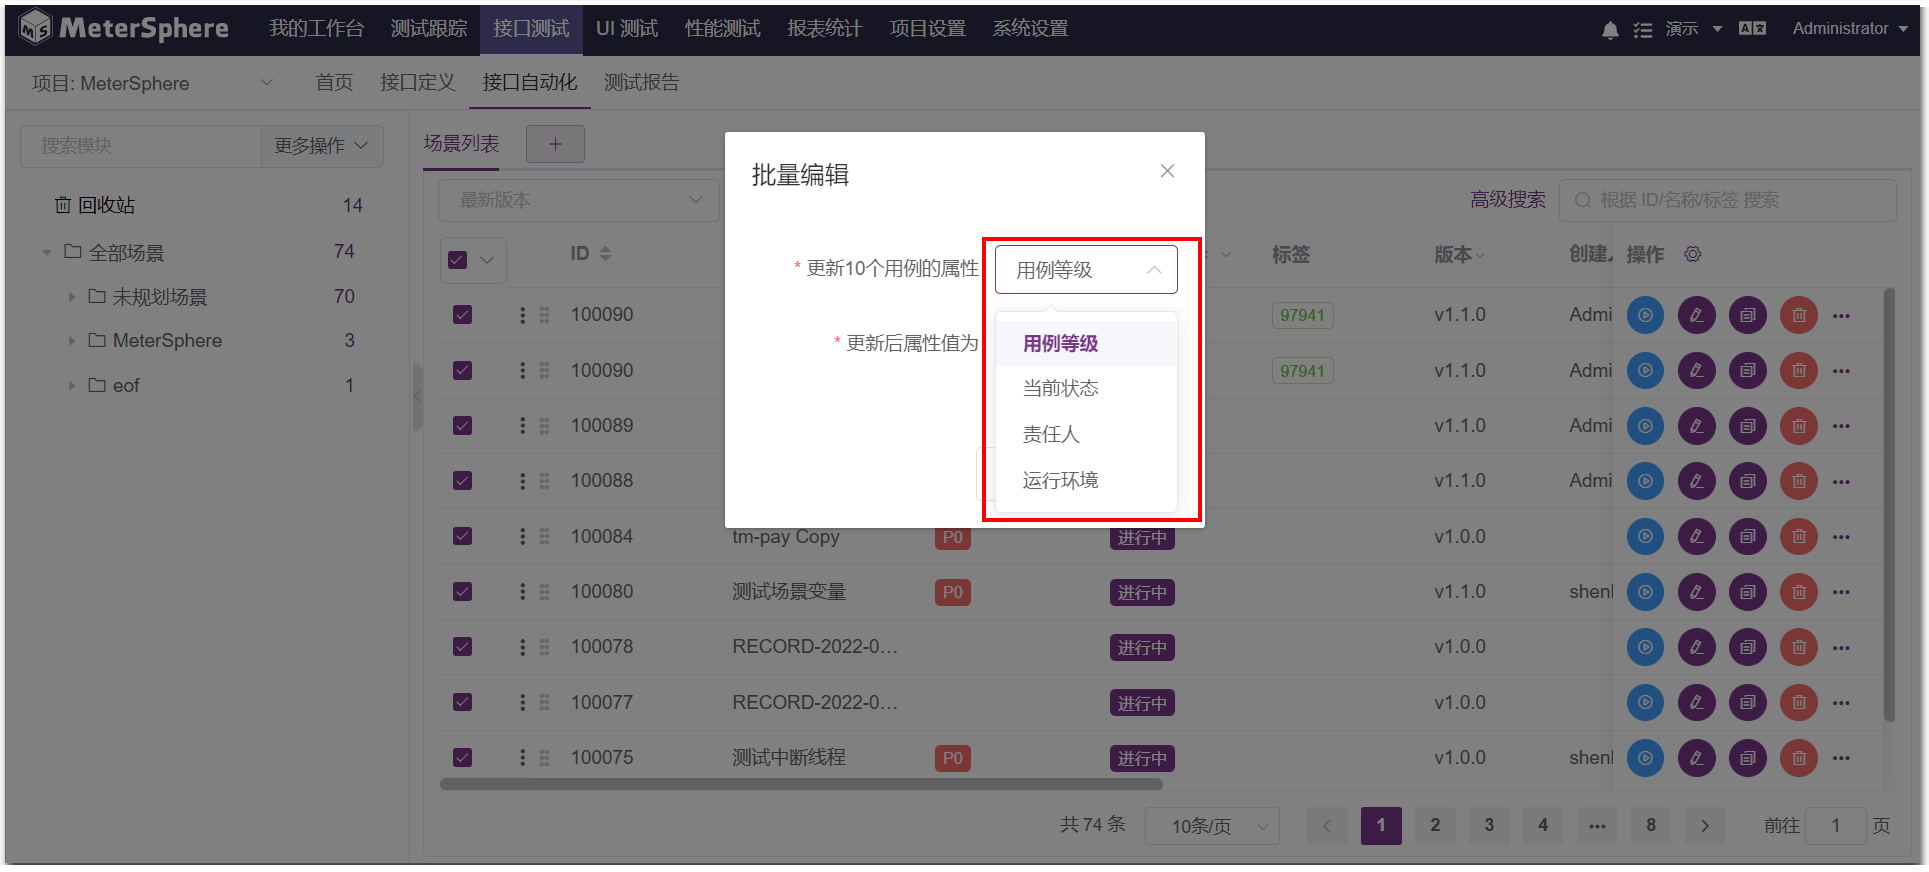 MeterSphere 我的工作台 测试跟踪 接口测试 UI 测试 性能测试 报表统计 项目设置 系统设置 演示 Administrator
项目: MeterSphere 首页 接口定义 接口自动化 测试报告
搜索模块 更多操作
回收站 14
全部场景 74
未规划场景 70
MeterSphere 3
eof 1
场景列表 +
最新版本 高级搜索 根据 ID/名称/标签 搜索
ID 标签 版本 操作
100090 97941 v1.1.0 Admi
100090 97941 v1.1.0 Admi
100089 v1.1.0 Admi
100088 v1.1.0 Admi
100084 tm-pay Copy P0 进行中 v1.0.0
100080 测试场景变量 P0 进行中 v1.1.0
100078 RECORD-2022-0... 进行中 v1.0.0
100077 RECORD-2022-0... 进行中 v1.0.0
100075 测试中断线程 P0 进行中 v1.0.0
共 74 条 10条/页 1 2 3 4 ... 8 前往 1 页
批量编辑
* 更新10个用例的属性 用例等级
* 更新后属性值为
用例等级
当前状态
责任人
运行环境